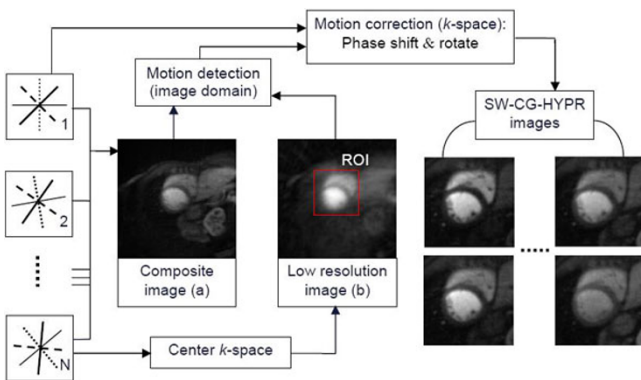 Motion correction (k-space):
Phase shift & rotate
Motion detection
(image domain)
SW-CG-HYPR
images
1
ROI
2
Composite
image (a)
Low resolution
image (b)
N
Center k-space